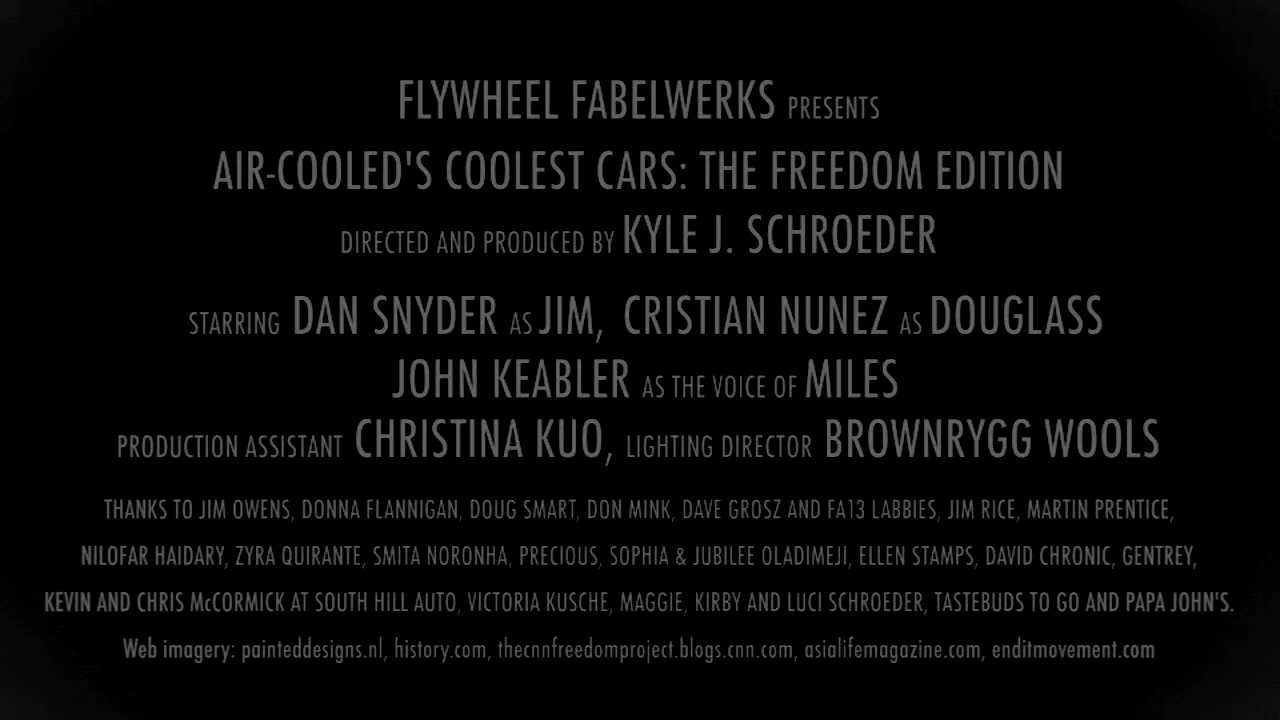 FLYWHEEL FABELWERKS PRESENTS
AIR-COOLED'S COOLEST CARS: THE FREEDOM EDITION
DIRECTED AND PRODUCED BY KYLE J. SCHROEDER
STARRING DAN SNYDER AS JIM, CRISTIAN NUNEZ AS DOUGLASS
JOHN KEABLER AS THE VOICE OF MILES
PRODUCTION ASSISTANT CHRISTINA KUO, LIGHTING DIRECTOR BROWNRYGG WOOLS
THANKS TO JIM OWENS, DONNA FLANNIGAN, DOUG SMART, DON MINK, DAVE GROSZ AND FA13 LABBIES, JIM RICE, MARTIN PRENTICE,
NILOFAR HAIDARY, ZYRA QUIRANTE, SMITA NORONHA, PRECIOUS, SOPHIA & JUBILEE OLADIMEJI, ELLEN STAMPS, DAVID CHRONIC, GENTREY,
KEVIN AND CHRIS McCORMICK AT SOUTH HILL AUTO, VICTORIA KUSCHE, MAGGIE, KIRBY AND LUCI SCHROEDER, TASTEBUDS TO GO AND PAPA JOHN'S.
Web imagery: painteddesigns.nl, history.com, thecnnfreedomproject.blogs.cnn.com, asialifemagazine.com, enditmovement.com